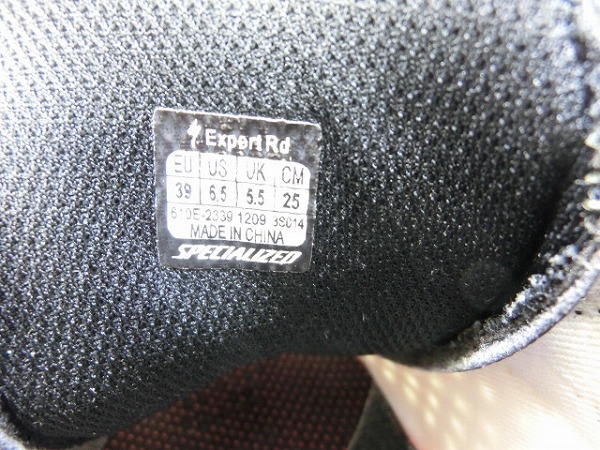 Expert Rd
EU US UK CM
39 6.5 5.5 25
610E-2339 1209 3S014
MADE IN CHINA
SPECIALIZED